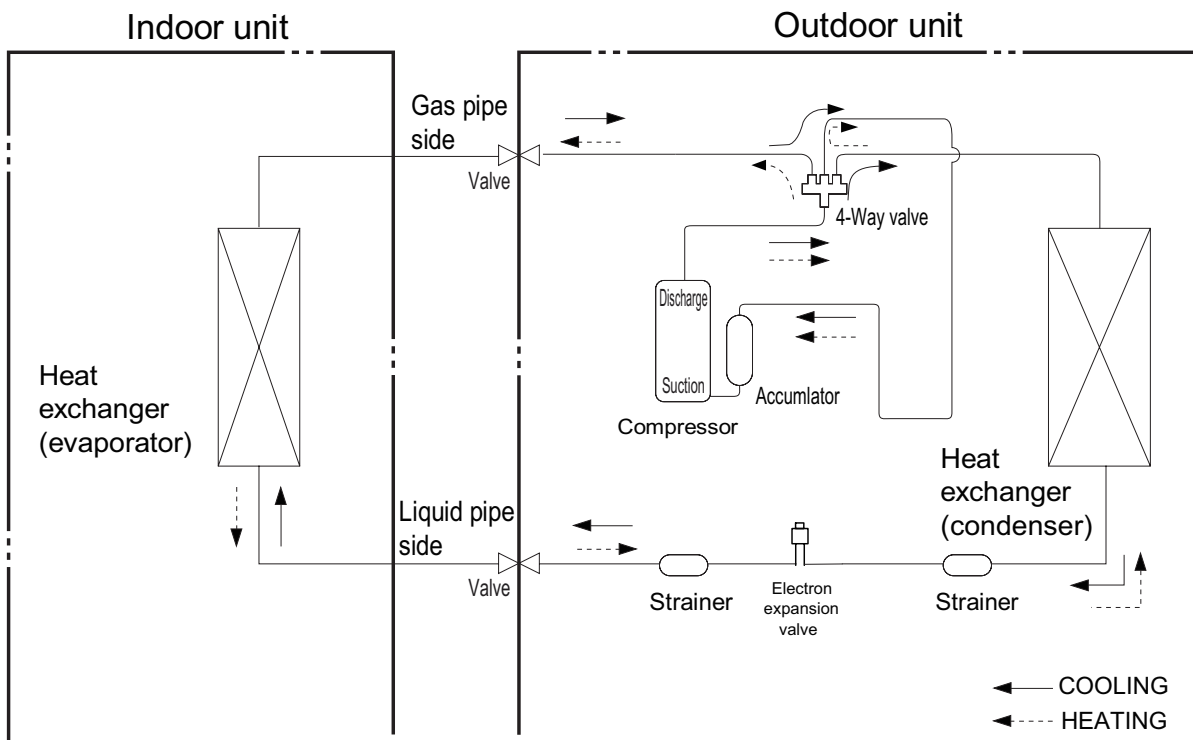 Indoor unit
Outdoor unit
Gas pipe
side
Valve
4-Way valve
Discharge
Suction
Accumlator
Compressor
Heat
exchanger
(evaporator)
Heat
exchanger
(condenser)
Liquid pipe
side
Valve
Strainer
Electron
expansion
valve
Strainer
COOLING
HEATING